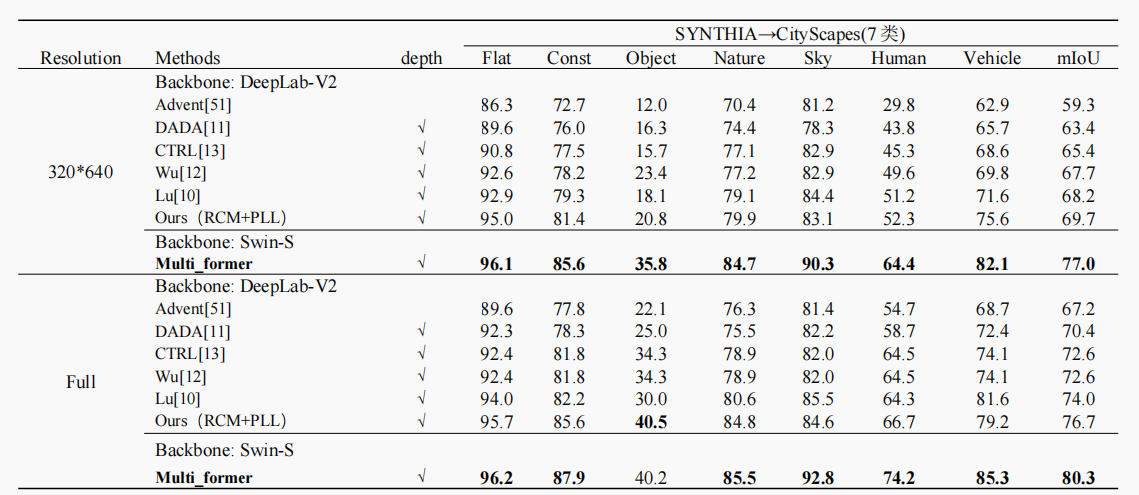 SYNTHIA→CityScapes(7 类)
Resolution Methods depth Flat Const Object Nature Sky Human Vehicle mIoU
Backbone: DeepLab-V2
Advent[51] 86.3 72.7 12.0 70.4 81.2 29.8 62.9 59.3
DADA[11] √ 89.6 76.0 16.3 74.4 78.3 43.8 65.7 63.4
CTRL[13] √ 90.8 77.5 15.7 77.1 82.9 45.3 68.6 65.4
320*640 Wu[12] √ 92.6 78.2 23.4 77.2 82.9 49.6 69.8 67.7
Lu[10] √ 92.9 79.3 18.1 79.1 84.4 51.2 71.6 68.2
Ours（RCM+PLL） √ 95.0 81.4 20.8 79.9 83.1 52.3 75.6 69.7
Backbone: Swin-S
Multi_former √ 96.1 85.6 35.8 84.7 90.3 64.4 82.1 77.0
Backbone: DeepLab-V2
Advent[51] 89.6 77.8 22.1 76.3 81.4 54.7 68.7 67.2
DADA[11] √ 92.3 78.3 25.0 75.5 82.2 58.7 72.4 70.4
CTRL[13] √ 92.4 81.8 34.3 78.9 82.0 64.5 74.1 72.6
Full Wu[12] √ 92.4 81.8 34.3 78.9 82.0 64.5 74.1 72.6
Lu[10] √ 94.0 82.2 30.0 80.6 85.5 64.3 81.6 74.0
Ours（RCM+PLL） √ 95.7 85.6 40.5 84.8 84.6 66.7 79.2 76.7
Backbone: Swin-S
Multi_former √ 96.2 87.9 40.2 85.5 92.8 74.2 85.3 80.3